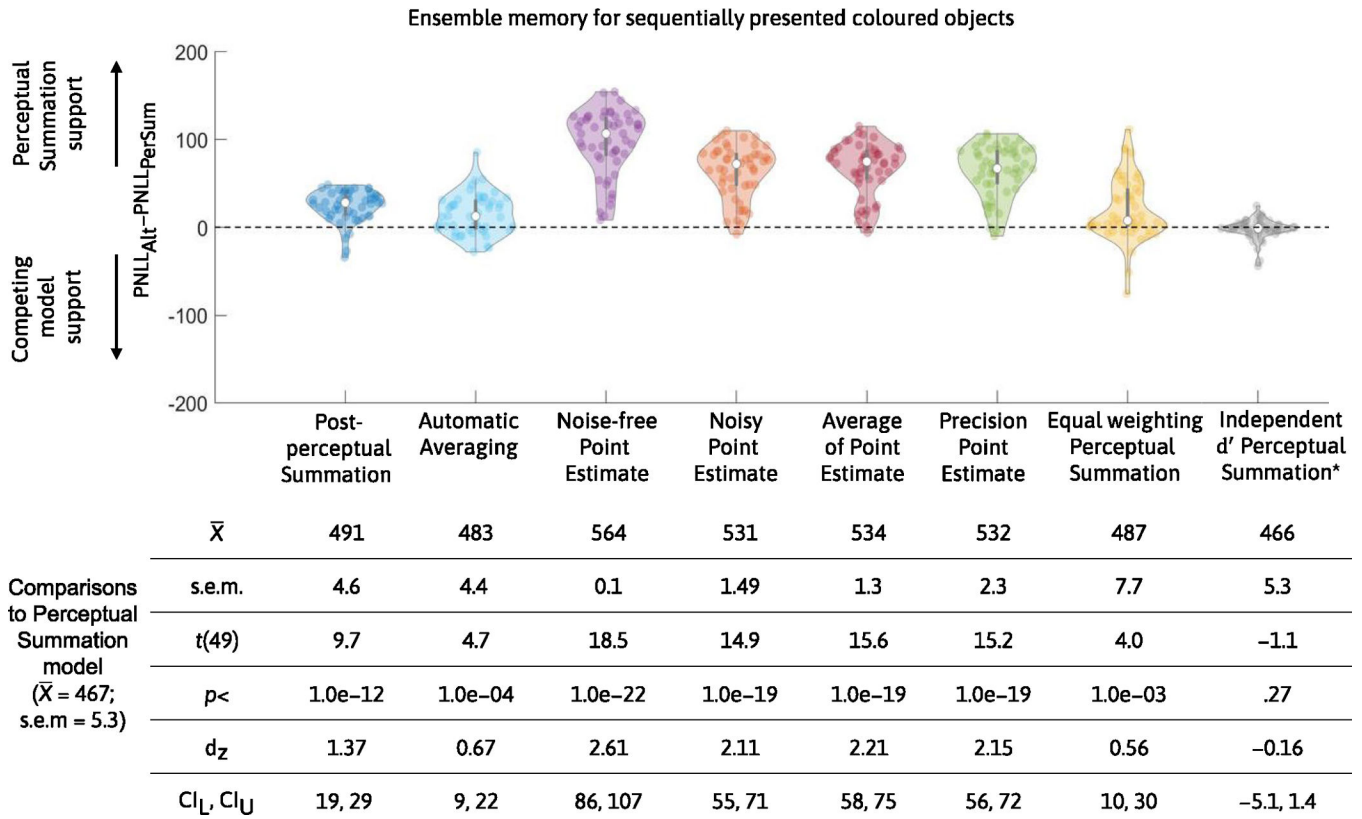 Ensemble memory for sequentially presented coloured objects
Perceptual
Summation
support
Competing
model
support
PNLL_Alt−PNLL_PerSum
200
100
0
-100
-200
Post-
perceptual
Summation
Automatic
Averaging
Noise-free
Point
Estimate
Noisy
Point
Estimate
Average
of Point
Estimate
Precision
Point
Estimate
Equal weighting
Perceptual
Summation
Independent
d′ Perceptual
Summation*
Comparisons
to Perceptual
Summation
model
(X̅ = 467;
s.e.m = 5.3)
X̅ 491 483 564 531 534 532 487 466
s.e.m. 4.6 4.4 0.1 1.49 1.3 2.3 7.7 5.3
t(49) 9.7 4.7 18.5 14.9 15.6 15.2 4.0 −1.1
p< 1.0e−12 1.0e−04 1.0e−22 1.0e−19 1.0e−19 1.0e−19 1.0e−03 .27
dz 1.37 0.67 2.61 2.11 2.21 2.15 0.56 −0.16
CIL, CIU 19, 29 9, 22 86, 107 55, 71 58, 75 56, 72 10, 30 −5.1, 1.4